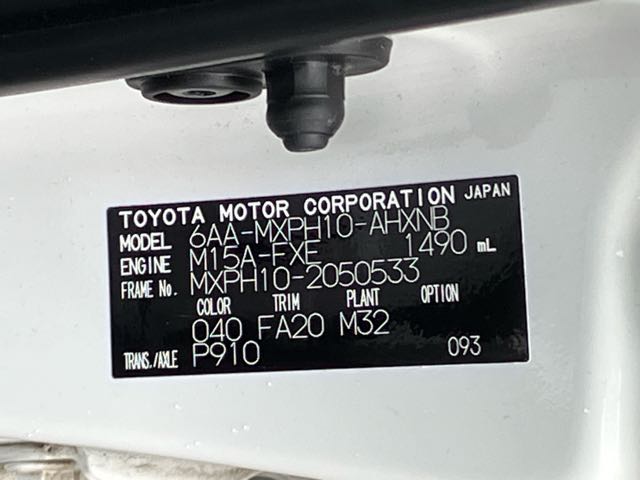 TOYOTA MOTOR CORPORATION JAPAN
MODEL 6AA-MXPH10-AHXNB
ENGINE M15A-FXE 1490 mL
FRAME No. MXPH10-2050533
COLOR TRIM PLANT OPTION
040 FA20 M32
TRANS./AXLE P910 093